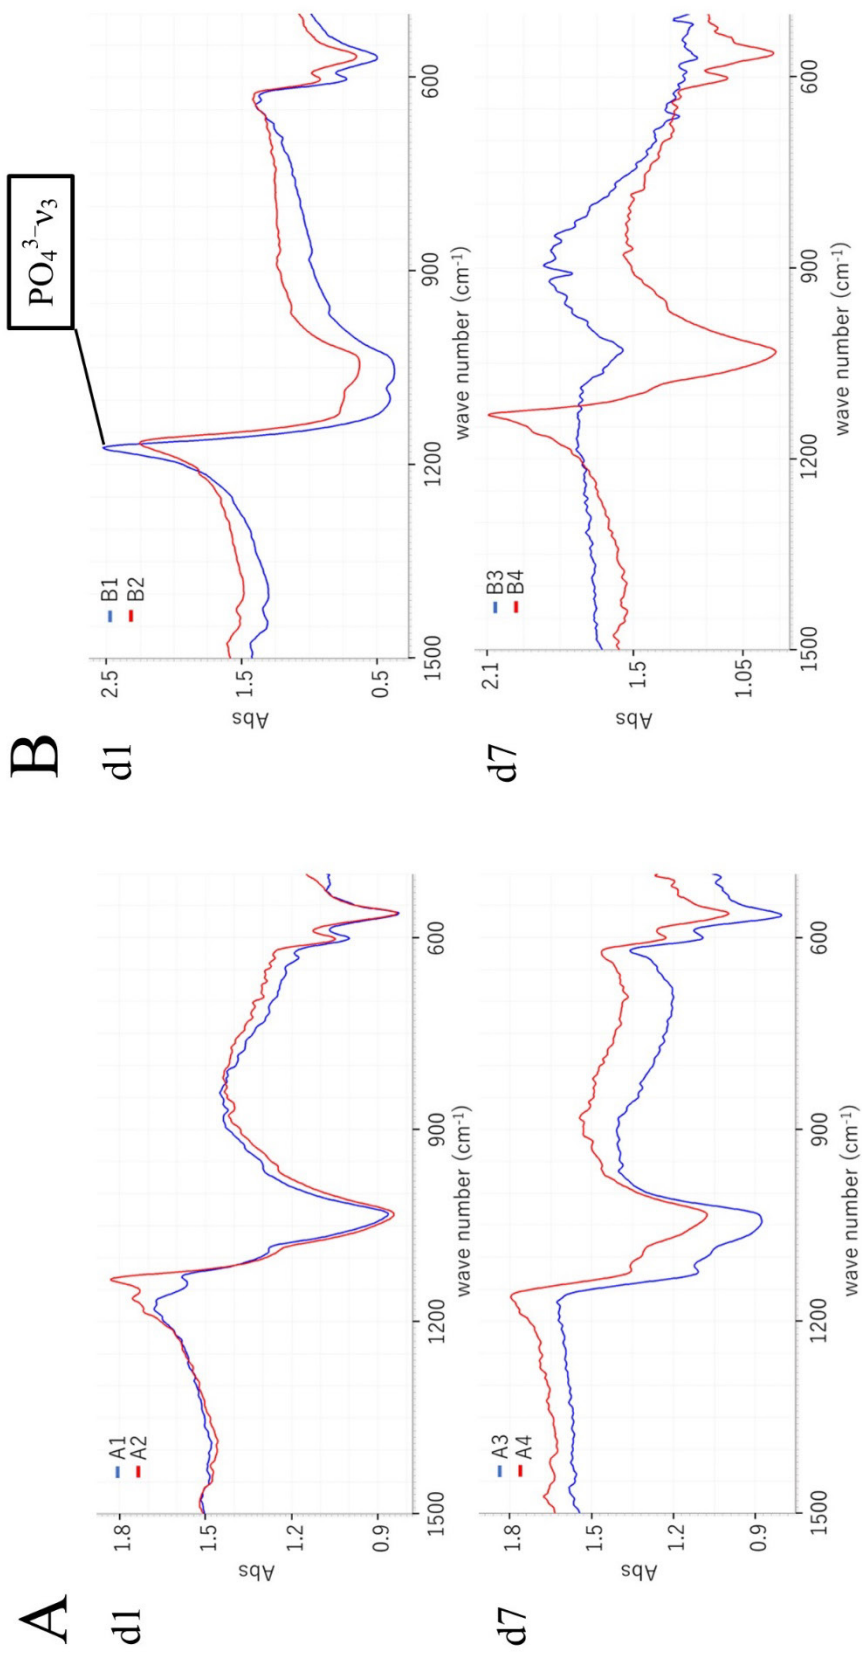 A
d1
A1
A2
1.8
1.5
1.2
0.9
Abs
1500
1200
900
600
wave number (cm⁻¹)
d7
A3
A4
1.8
1.5
1.2
0.9
Abs
1500
1200
900
600
wave number (cm⁻¹)
B
PO₄³⁻ν₃
d1
B1
B2
2.5
1.5
0.5
Abs
1500
1200
900
600
wave number (cm⁻¹)
d7
B3
B4
2.1
1.5
1.05
Abs
1500
1200
900
600
wave number (cm⁻¹)